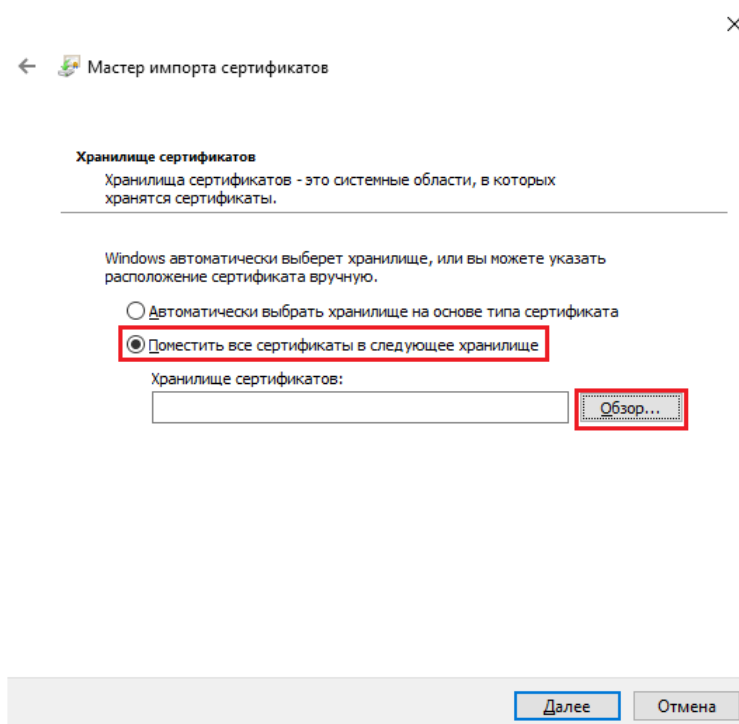 Мастер импорта сертификатов
Хранилище сертификатов
Хранилища сертификатов - это системные области, в которых
хранятся сертификаты.
Windows автоматически выберет хранилище, или вы можете указать
расположение сертификата вручную.
Автоматически выбрать хранилище на основе типа сертификата
Поместить все сертификаты в следующее хранилище
Хранилище сертификатов:
Обзор...
Далее
Отмена